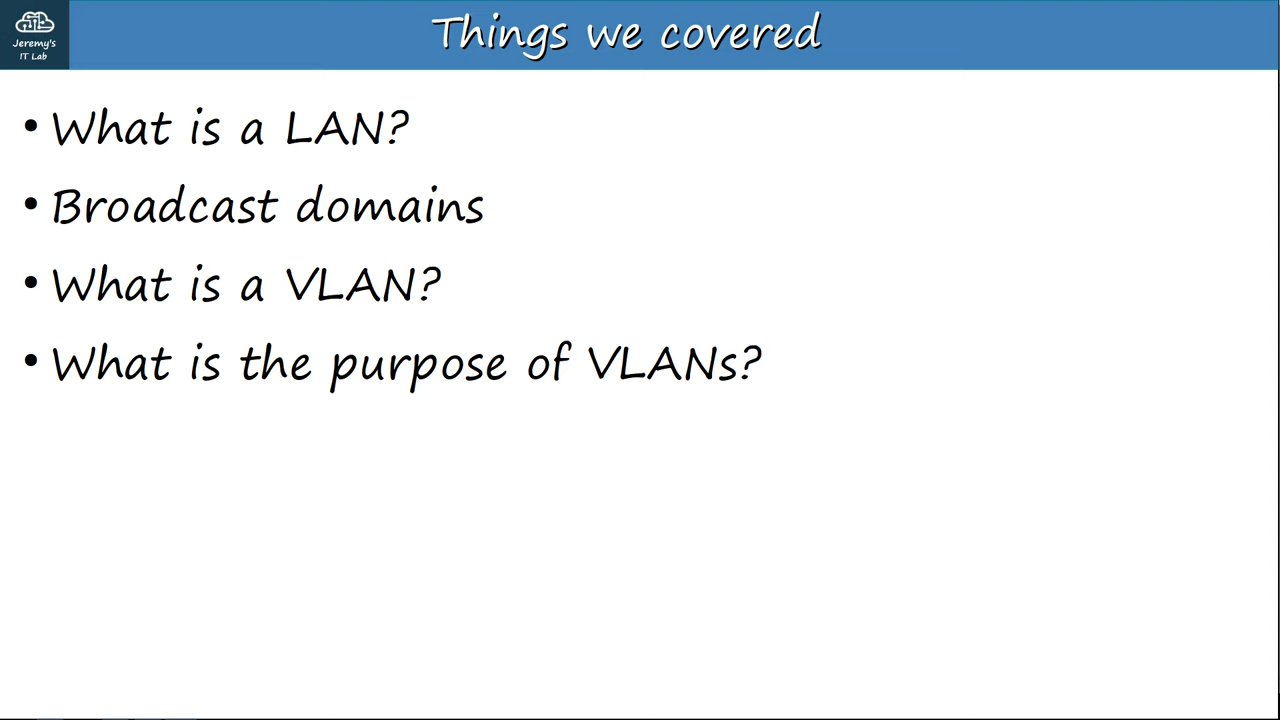 Jeremy's
IT Lab
Things we covered
• What is a LAN?
• Broadcast domains
• What is a VLAN?
• What is the purpose of VLANs?